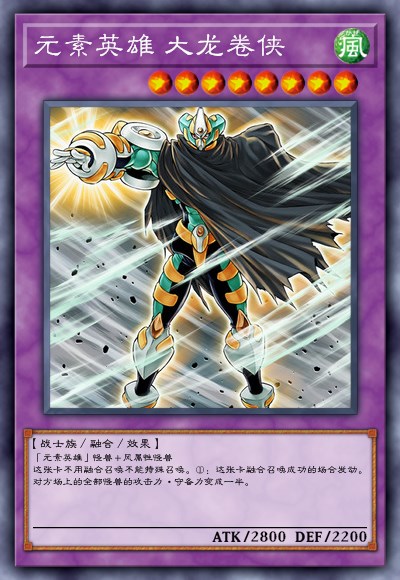 元素英雄 大龙卷侠
風
【战士族／融合／效果】
「元素英雄」怪兽＋风属性怪兽
这张卡不用融合召唤不能特殊召唤。①：这张卡融合召唤成功的场合发动。
对方场上的全部怪兽的攻击力·守备力变成一半。
ATK/2800 DEF/2200